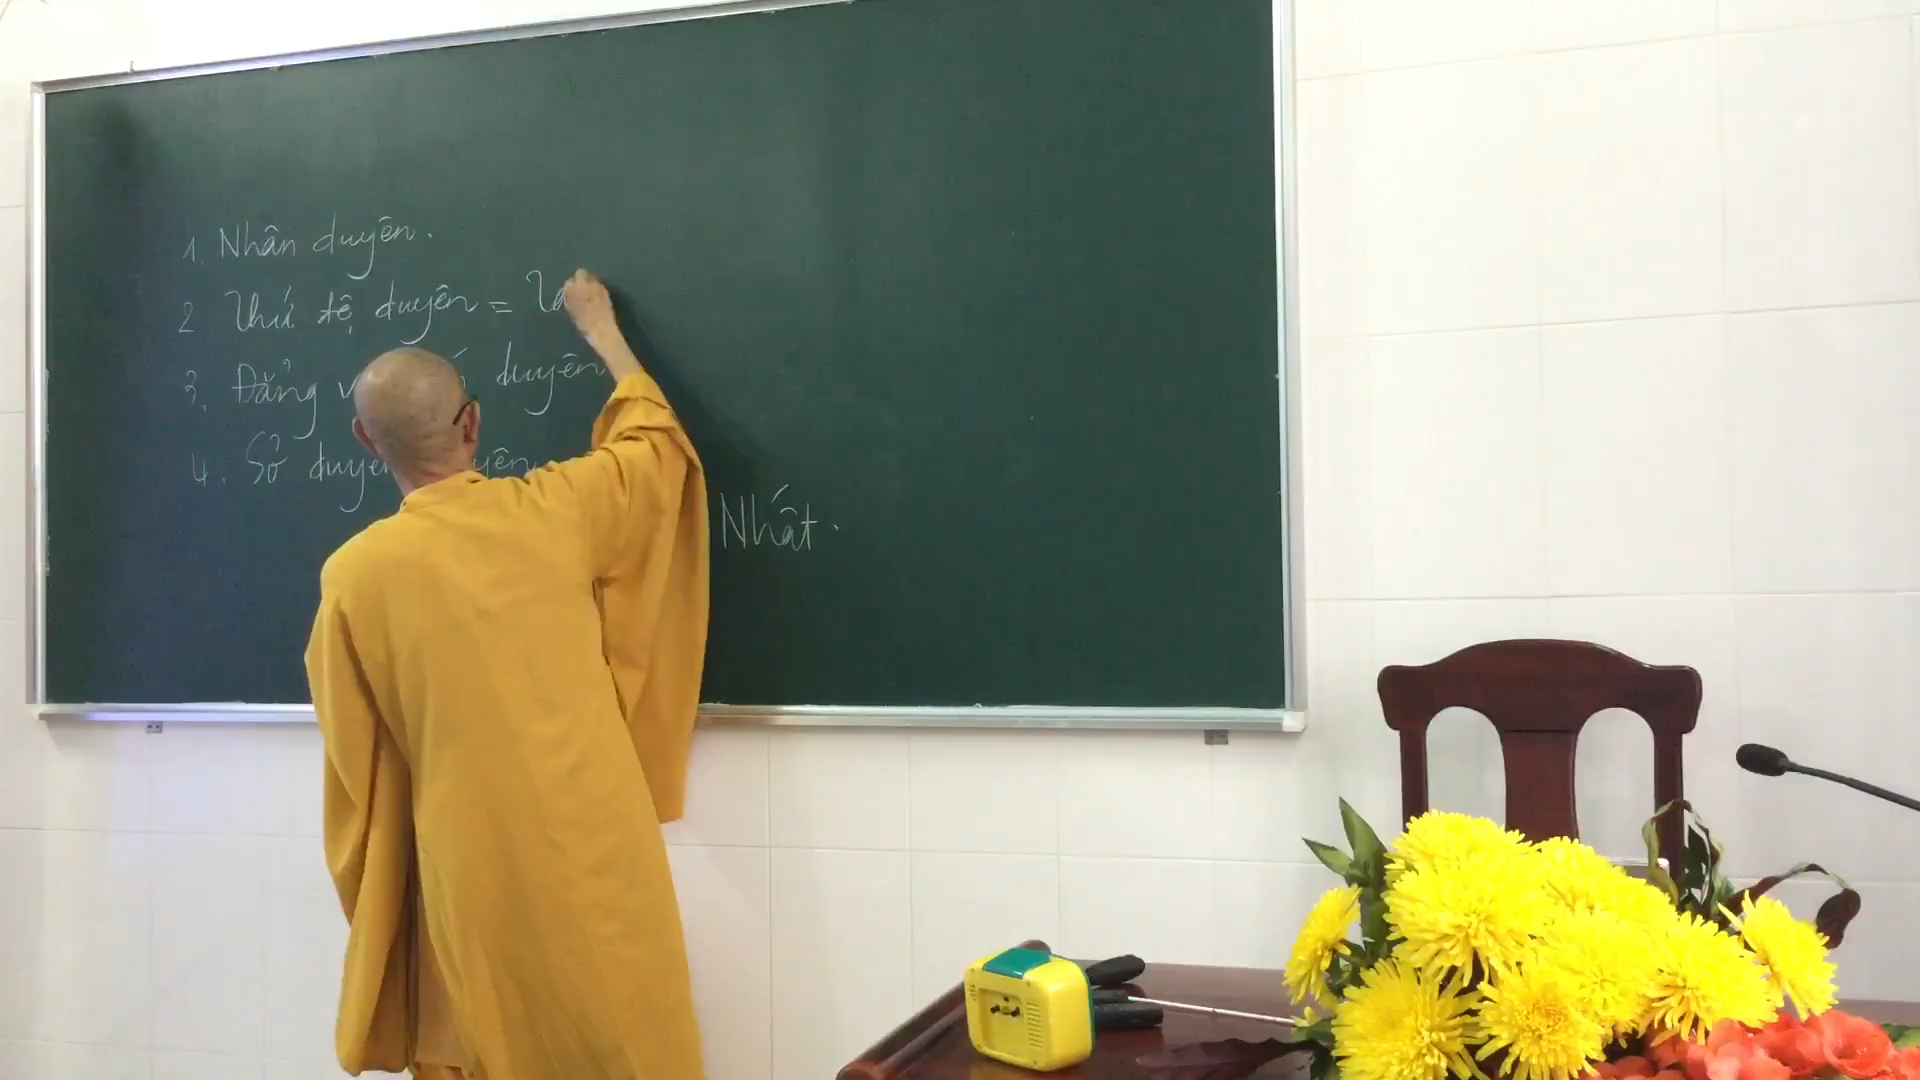 1. Nhân duyên.
2 Thứ đệ duyên =
3. Đẳng duyên
4. Sở duyên
Nhất.